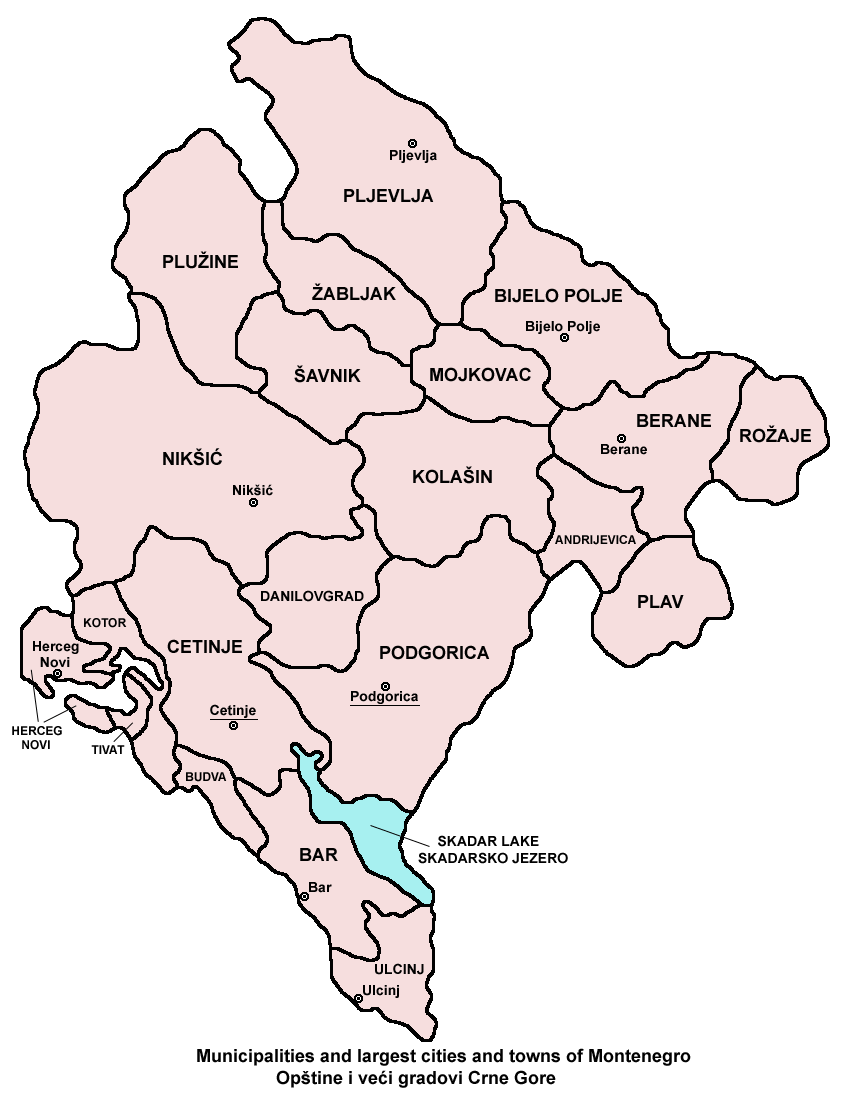 Pljevlja
PLJEVLJA
PLUŽINE
ŽABLJAK
BIJELO POLJE
Bijelo Polje
ŠAVNIK
MOJKOVAC
BERANE
Berane
ROŽAJE
NIKŠIĆ
Nikšić
KOLAŠIN
ANDRIJEVICA
DANILOVGRAD
PLAV
KOTOR
Herceg
Novi
CETINJE
PODGORICA
Podgorica
Cetinje
HERCEG
NOVI
TIVAT
BUDVA
SKADAR LAKE
SKADARSKO JEZERO
BAR
Bar
ULCINJ
Ulcinj
Municipalities and largest cities and towns of Montenegro
Opštine i veći gradovi Crne Gore